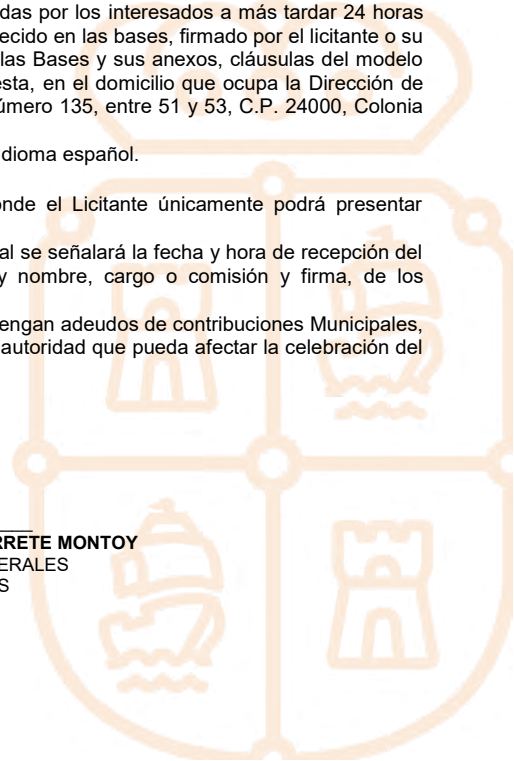 das por los interesados a más tardar 24 horas
ecido en las bases, firmado por el licitante o su
las Bases y sus anexos, cláusulas del modelo
esta, en el domicilio que ocupa la Dirección de
úmero 135, entre 51 y 53, C.P. 24000, Colonia
dioma español.
onde el Licitante únicamente podrá presentar
al se señalará la fecha y hora de recepción del
y nombre, cargo o comisión y firma, de los
engan adeudos de contribuciones Municipales,
autoridad que pueda afectar la celebración del
RRETE MONTOY
ERALES
S